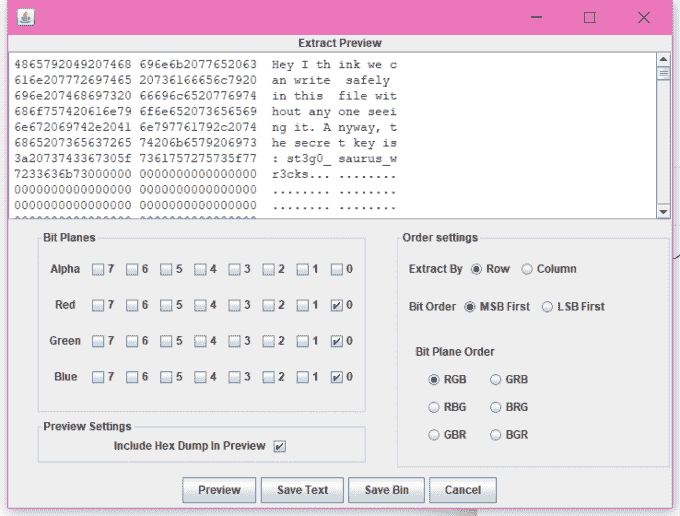 Extract Preview
4865792049207468 696e6b2077652063 Hey I th ink we c
616e207772697465 20736166656c7920 an write  safely
696e207468697320 66696c6520776974 in this  file wit
686f757420616e79 6f6e652073656569 hout any one seei
6e672069742e2041 6e797761792c2074 ng it. A nyway, t
6865207365637265 74206b6579206973 he secre t key is
3a2073743367305f 7361757275735f77 : st3g0_ saurus_w
7233636b73000000 0000000000000000 r3cks... ........
0000000000000000 0000000000000000 ........ ........
0000000000000000 0000000000000000 ........ ........
Bit Planes
Alpha 7 6 5 4 3 2 1 0
Red 7 6 5 4 3 2 1 0
Green 7 6 5 4 3 2 1 0
Blue 7 6 5 4 3 2 1 0
Preview Settings
Include Hex Dump In Preview
Order settings
Extract By Row Column
Bit Order MSB First LSB First
Bit Plane Order
RGB GRB
RBG BRG
GBR BGR
Preview Save Text Save Bin Cancel